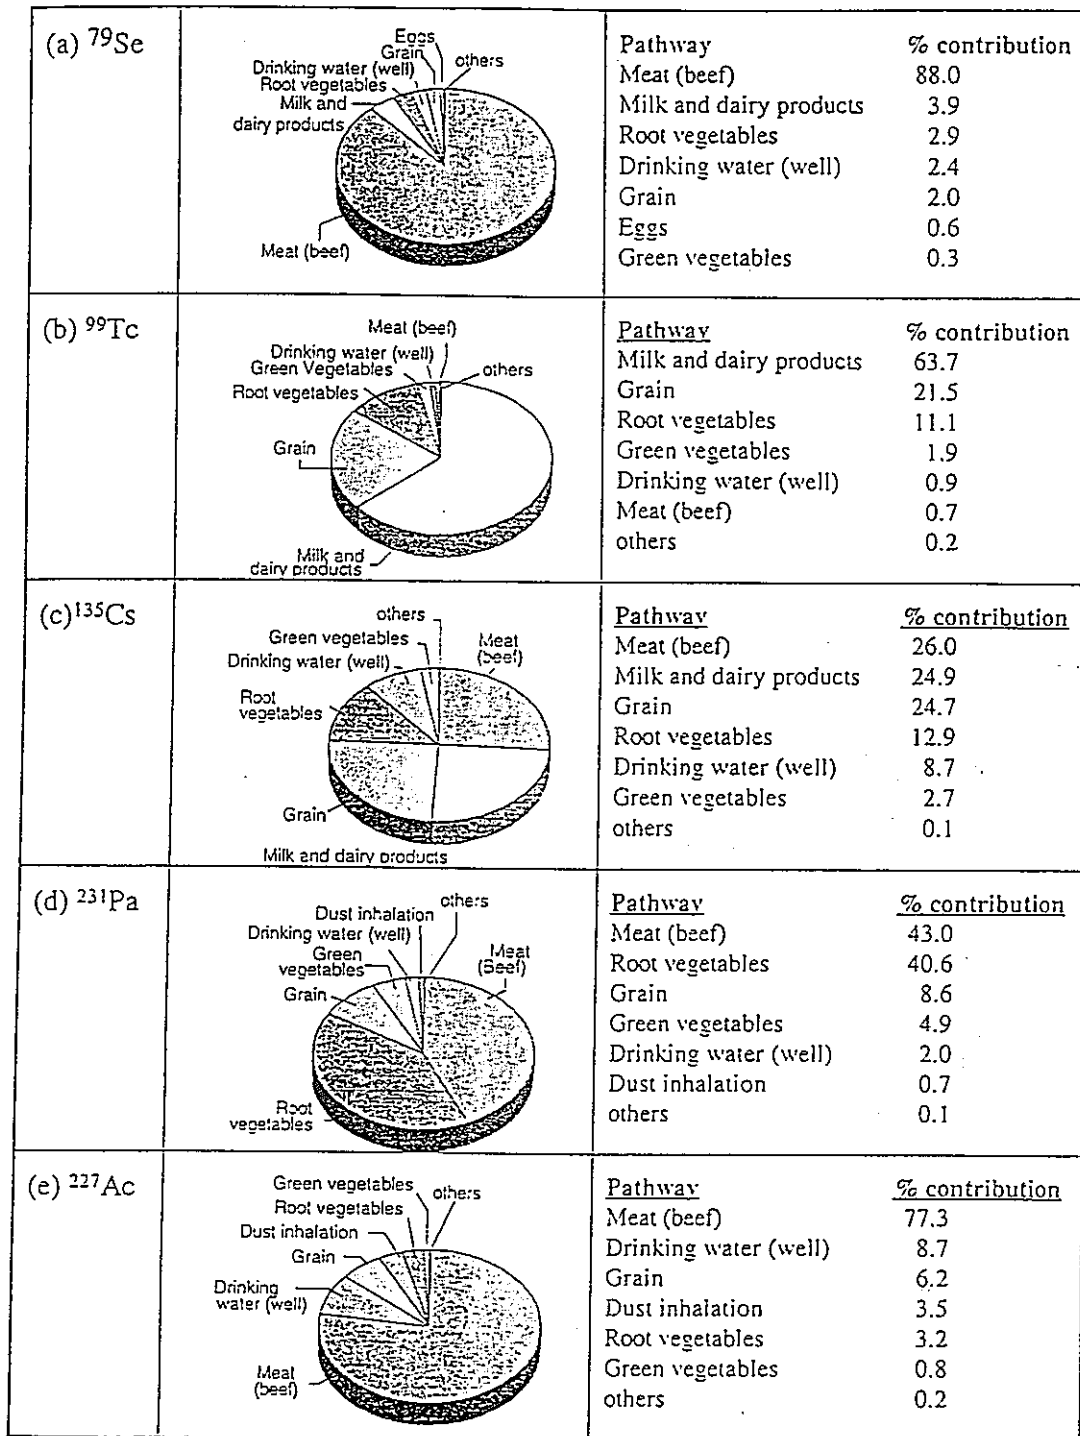 (a) ⁷⁹Se
Eggs
Grain
others
Drinking water (well)
Root vegetables
Milk and
dairy products
Meat (beef)
Pathway % contribution
Meat (beef) 88.0
Milk and dairy products 3.9
Root vegetables 2.9
Drinking water (well) 2.4
Grain 2.0
Eggs 0.6
Green vegetables 0.3
(b) ⁹⁹Tc
Meat (beef)
Drinking water (well)
Green Vegetables
others
Root vegetables
Grain
Milk and
dairy products
Pathway % contribution
Milk and dairy products 63.7
Grain 21.5
Root vegetables 11.1
Green vegetables 1.9
Drinking water (well) 0.9
Meat (beef) 0.7
others 0.2
(c) ¹³⁵Cs
others
Green vegetables
Meat
(beef)
Drinking water (well)
Root
vegetables
Grain
Milk and dairy products
Pathway % contribution
Meat (beef) 26.0
Milk and dairy products 24.9
Grain 24.7
Root vegetables 12.9
Drinking water (well) 8.7
Green vegetables 2.7
others 0.1
(d) ²³¹Pa
others
Dust inhalation
Drinking water (well)
Green
vegetables
Meat
(Beef)
Grain
Root
vegetables
Pathway % contribution
Meat (beef) 43.0
Root vegetables 40.6
Grain 8.6
Green vegetables 4.9
Drinking water (well) 2.0
Dust inhalation 0.7
others 0.1
(e) ²²⁷Ac
Green vegetables
others
Root vegetables
Dust inhalation
Grain
Drinking
water (well)
Meat
(beef)
Pathway % contribution
Meat (beef) 77.3
Drinking water (well) 8.7
Grain 6.2
Dust inhalation 3.5
Root vegetables 3.2
Green vegetables 0.8
others 0.2